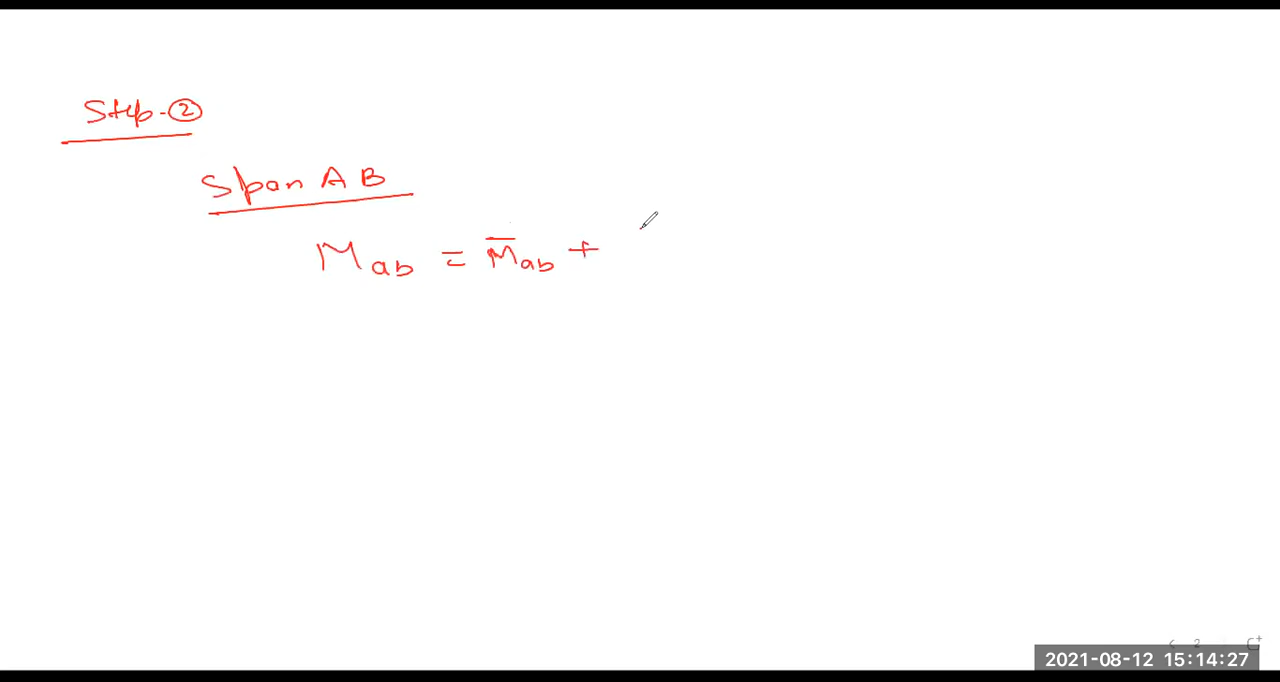 Step-②
Span AB
Mab = M̅ab +
2021-08-12 15:14:27